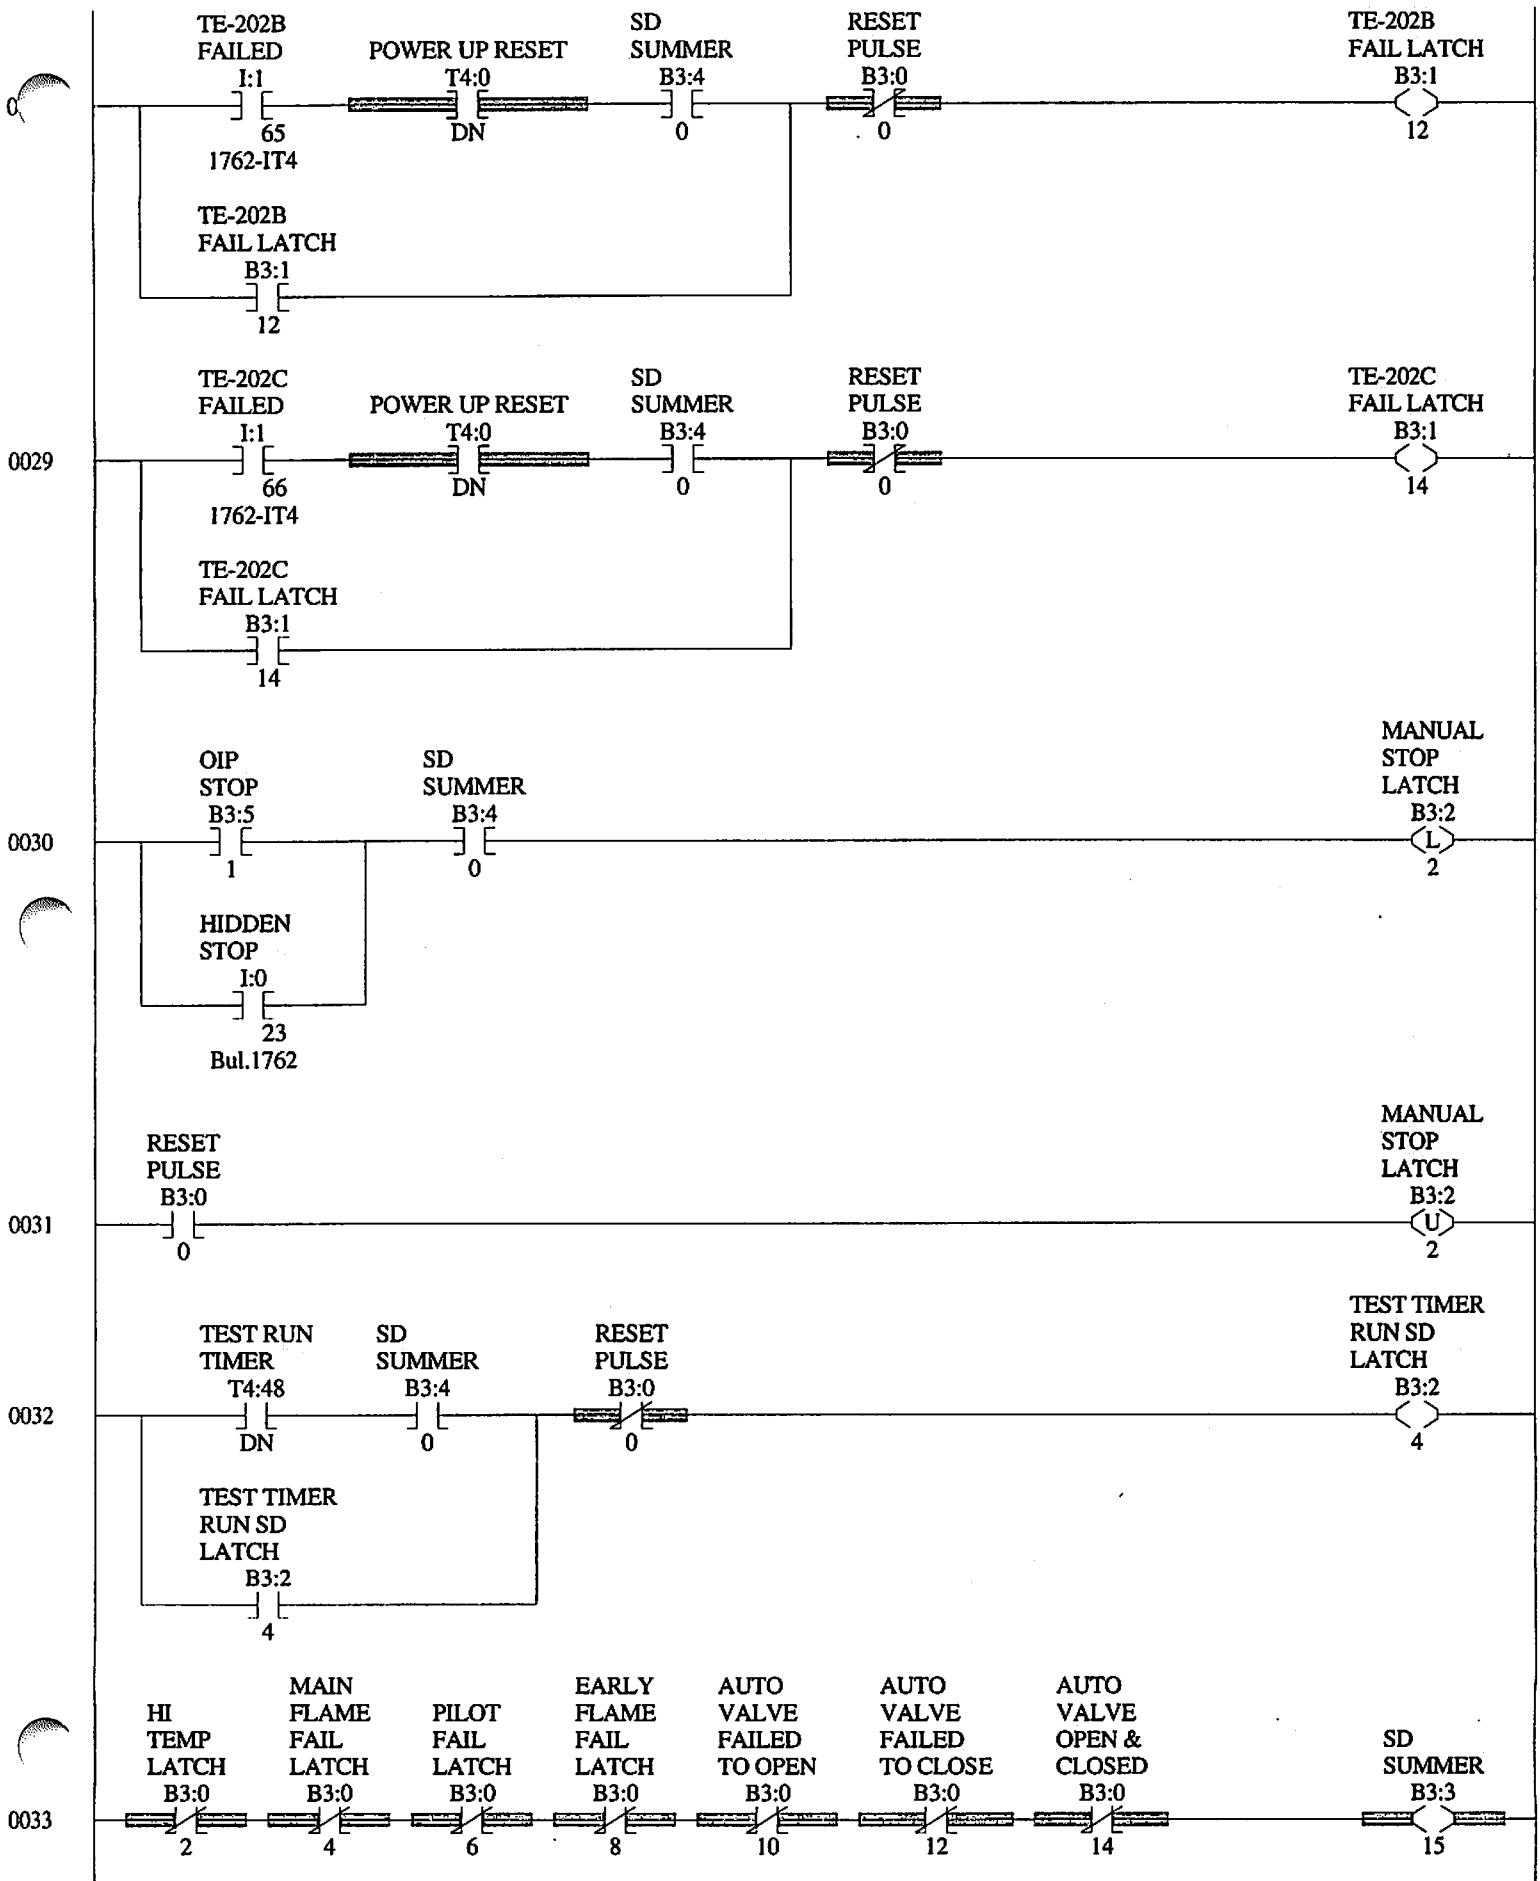 TE-202B
FAILED
I:1
65
1762-IT4
POWER UP RESET
T4:0
DN
SD
SUMMER
B3:4
0
RESET
PULSE
B3:0
0
TE-202B
FAIL LATCH
B3:1
12
0
TE-202B
FAIL LATCH
B3:1
12
TE-202C
FAILED
I:1
66
1762-IT4
POWER UP RESET
T4:0
DN
SD
SUMMER
B3:4
0
RESET
PULSE
B3:0
0
TE-202C
FAIL LATCH
B3:1
14
0029
TE-202C
FAIL LATCH
B3:1
14
OIP
STOP
B3:5
1
SD
SUMMER
B3:4
0
MANUAL
STOP
LATCH
B3:2
L
2
0030
HIDDEN
STOP
I:0
23
Bul.1762
RESET
PULSE
B3:0
0
MANUAL
STOP
LATCH
B3:2
U
2
0031
TEST RUN
TIMER
T4:48
DN
SD
SUMMER
B3:4
0
RESET
PULSE
B3:0
0
TEST TIMER
RUN SD
LATCH
B3:2
4
0032
TEST TIMER
RUN SD
LATCH
B3:2
4
HI
TEMP
LATCH
B3:0
2
MAIN
FLAME
FAIL
LATCH
B3:0
4
PILOT
FAIL
LATCH
B3:0
6
EARLY
FLAME
FAIL
LATCH
B3:0
8
AUTO
VALVE
FAILED
TO OPEN
B3:0
10
AUTO
VALVE
FAILED
TO CLOSE
B3:0
12
AUTO
VALVE
OPEN &
CLOSED
B3:0
14
SD
SUMMER
B3:3
15
0033